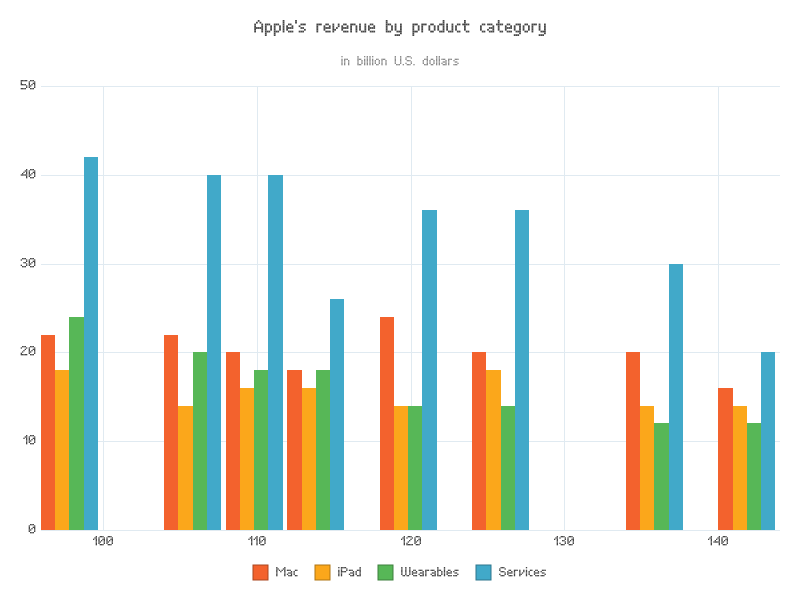 Apple's revenue by product category
in billion U.S. dollars
50
40
30
20
10
0
100 110 120 130 140
Mac iPad Wearables Services